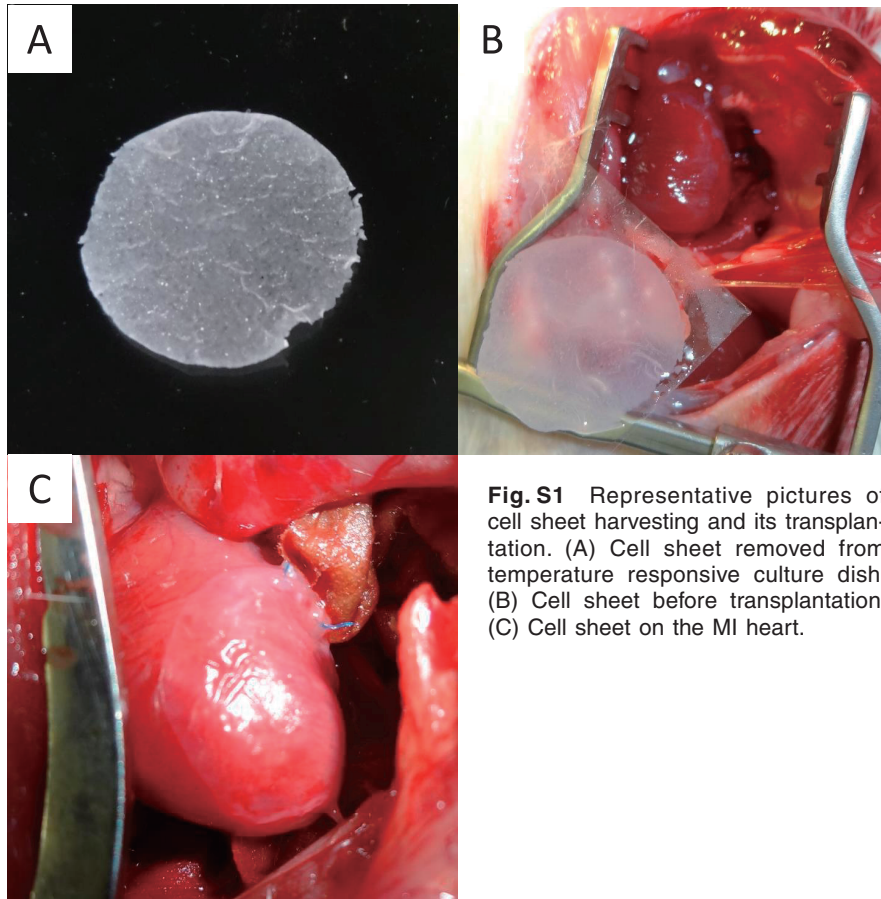 A
B
C
Fig. S1 Representative pictures of
cell sheet harvesting and its transplan-
tation. (A) Cell sheet removed from
temperature responsive culture dish
(B) Cell sheet before transplantation
(C) Cell sheet on the MI heart.